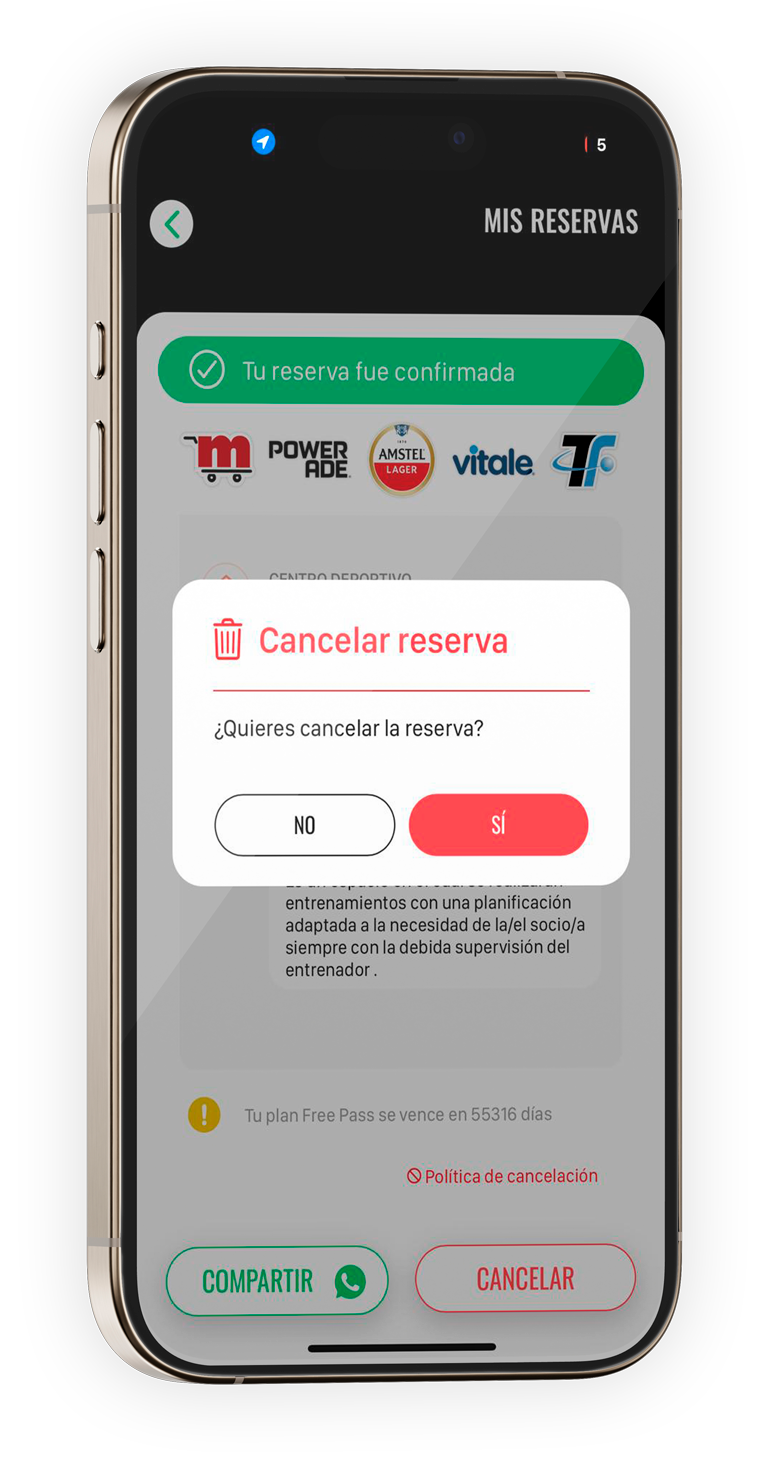 5
MIS RESERVAS
Tu reserva fue confirmada
m
POWER
ADE
1870
AMSTEL
LAGER
vitale
TF
CENTRO DEPORTIVO
Cancelar reserva
¿Quieres cancelar la reserva?
NO
SÍ
entrenamientos con una planificación
adaptada a la necesidad de la/el socio/a
siempre con la debida supervisión del
entrenador .
Tu plan Free Pass se vence en 55316 días
Política de cancelación
COMPARTIR
CANCELAR